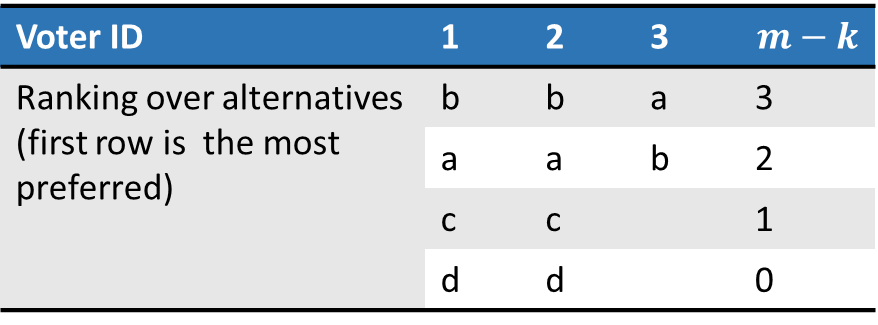 Voter ID 1 2 3 m − k
Ranking over alternatives b b a 3
(first row is the most a a b 2
preferred)
c c 1
d d 0